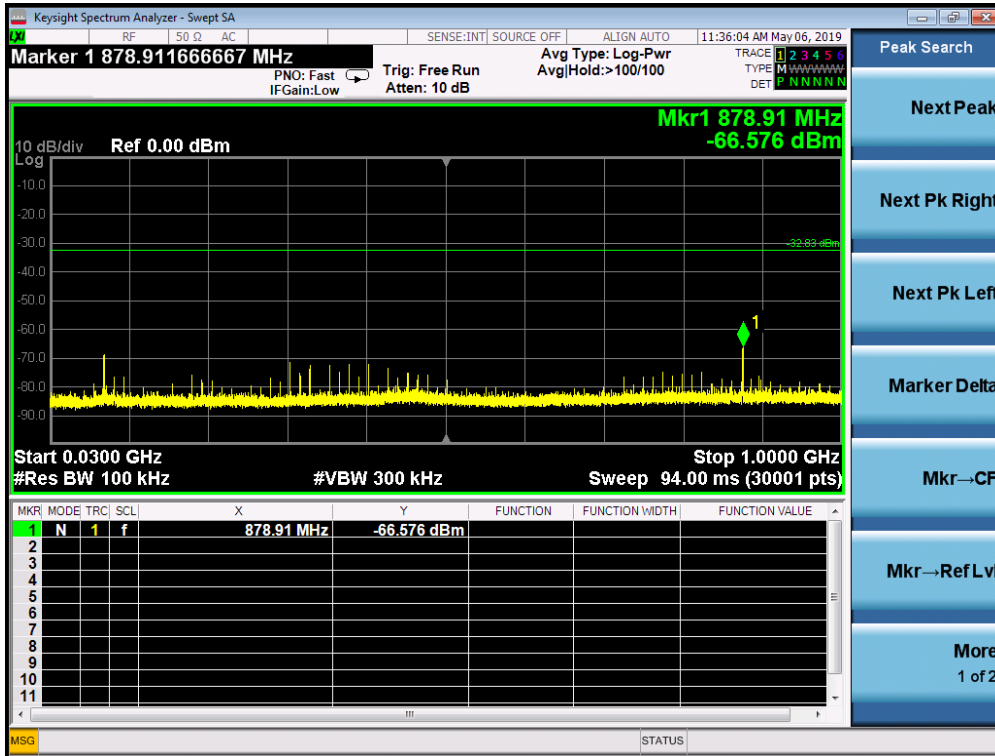 Keysight Spectrum Analyzer - Swept SA
LXI RF 50 Ω AC SENSE:INT SOURCE OFF ALIGN AUTO 11:36:04 AM May 06, 2019
Marker 1 878.911666667 MHz
PNO: Fast
IFGain:Low
Trig: Free Run
Atten: 10 dB
Avg Type: Log-Pwr
Avg|Hold:>100/100
TRACE 1 2 3 4 5 6
TYPE M W W W W W
DET P N N N N N
Mkr1 878.91 MHz
-66.576 dBm
10 dB/div Ref 0.00 dBm
Log
-10.0
-20.0
-30.0
-32.83 dBm
-40.0
-50.0
-60.0
1
-70.0
-80.0
-90.0
Start 0.0300 GHz Stop 1.0000 GHz
#Res BW 100 kHz #VBW 300 kHz Sweep 94.00 ms (30001 pts)
MKR MODE TRC SCL X Y FUNCTION FUNCTION WIDTH FUNCTION VALUE
1 N 1 f 878.91 MHz -66.576 dBm
2
3
4
5
6
7
8
9
10
11
MSG STATUS
Peak Search
Next Peak
Next Pk Right
Next Pk Left
Marker Delta
Mkr→CF
Mkr→Ref Lvl
More
1 of 2